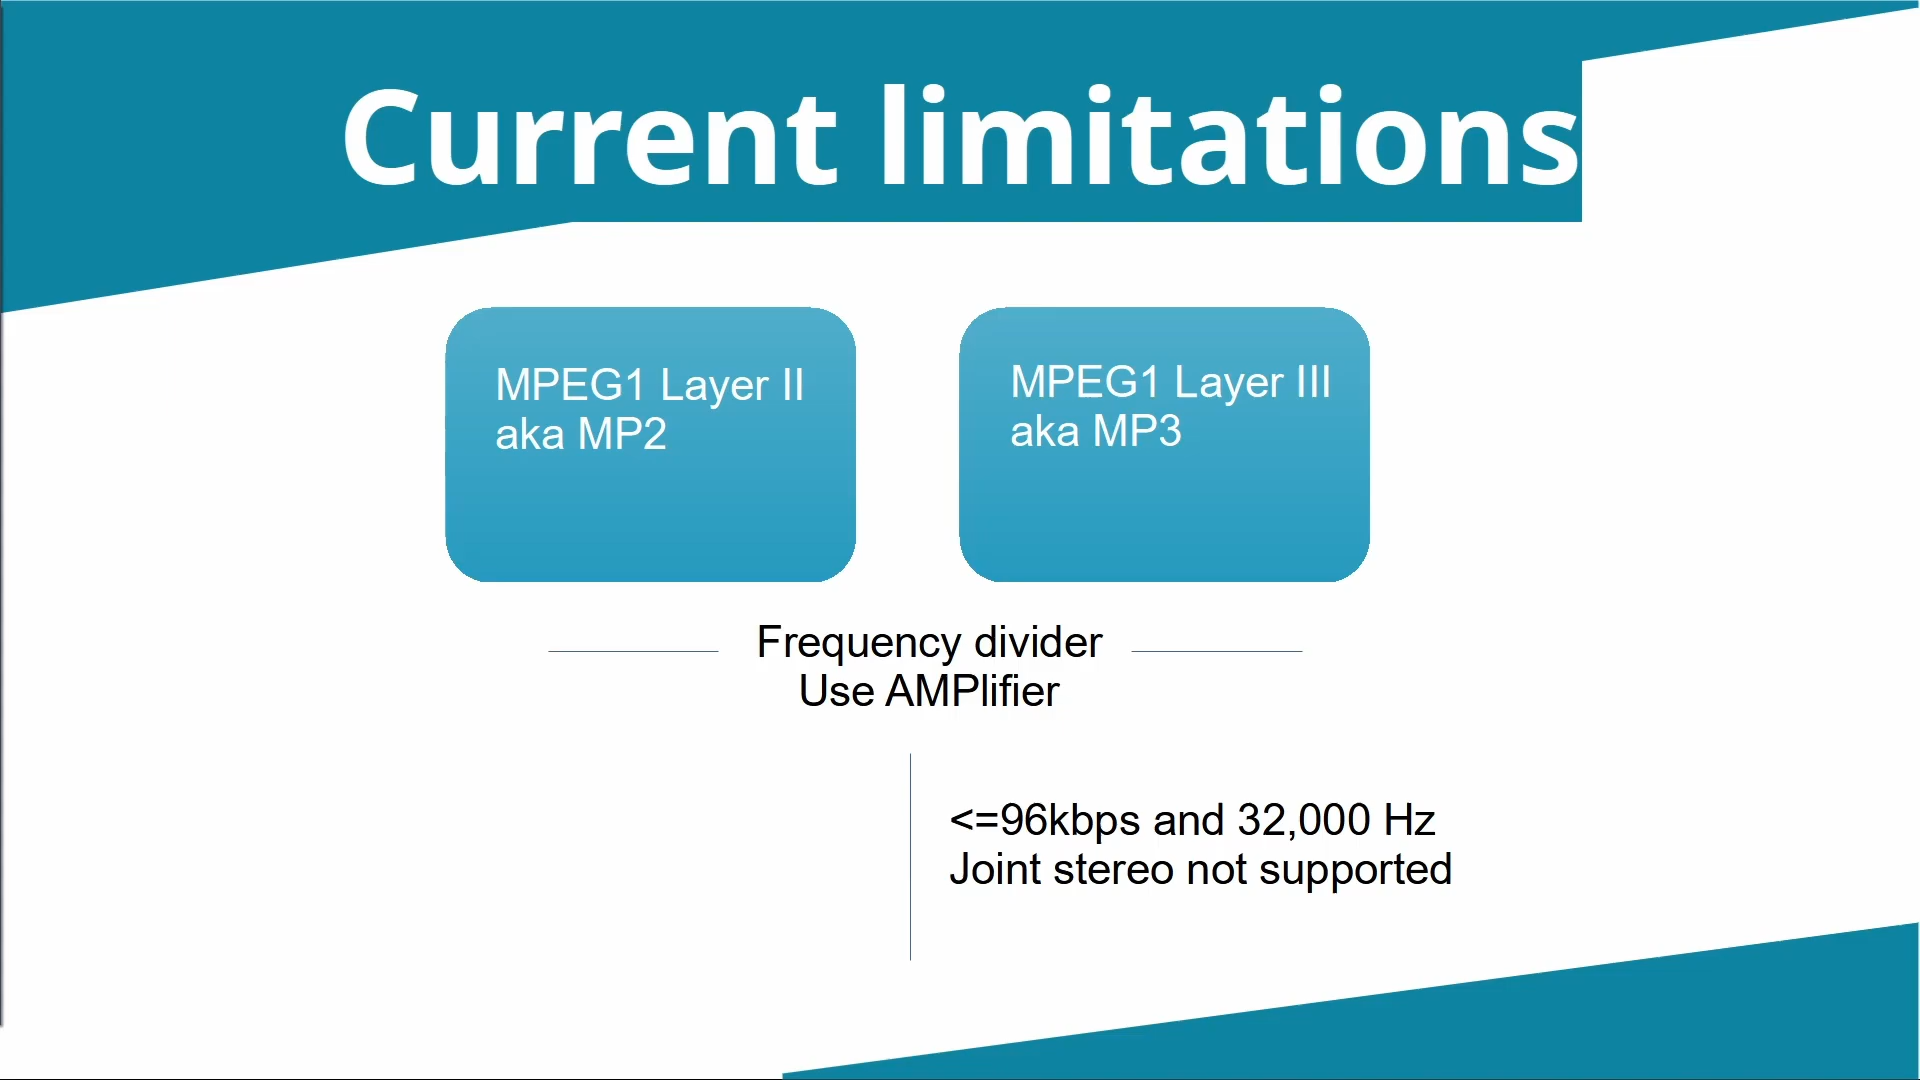 Current limitations
MPEG1 Layer II
aka MP2
MPEG1 Layer III
aka MP3
Frequency divider
Use AMPlifier
<=96kbps and 32,000 Hz
Joint stereo not supported